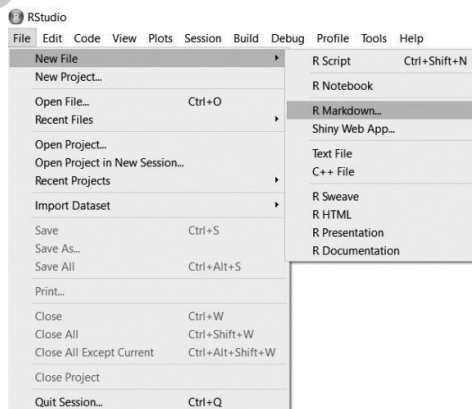 RStudio
File Edit Code View Plots Session Build Debug Profile Tools Help
New File
New Project...
Open File... Ctrl+O
Recent Files
Open Project...
Open Project in New Session...
Recent Projects
Import Dataset
Save Ctrl+S
Save As...
Save All Ctrl+Alt+S
Print...
Close Ctrl+W
Close All Ctrl+Shift+W
Close All Except Current Ctrl+Alt+Shift+W
Close Project
Quit Session... Ctrl+Q
R Script Ctrl+Shift+N
R Notebook
R Markdown...
Shiny Web App...
Text File
C++ File
R Sweave
R HTML
R Presentation
R Documentation